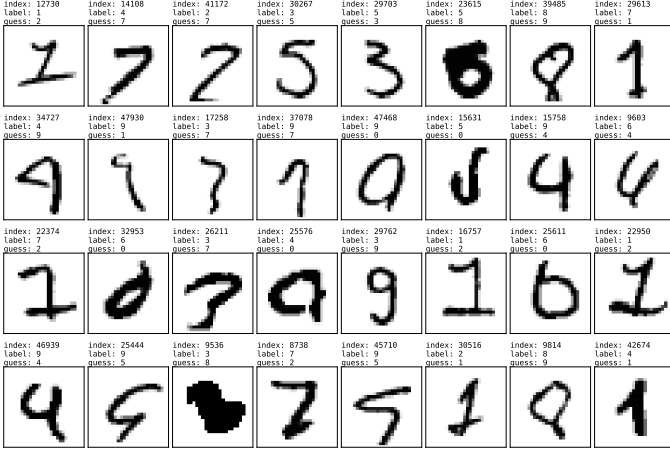 index: 12730 index: 14108 index: 41172 index: 30267 index: 29703 index: 23615 index: 39485 index: 29613
label: 1 label: 4 label: 2 label: 3 label: 5 label: 5 label: 8 label: 7
guess: 2 guess: 7 guess: 7 guess: 5 guess: 3 guess: 8 guess: 9 guess: 1
index: 34727 index: 47930 index: 17258 index: 37078 index: 47468 index: 15631 index: 15758 index: 9603
label: 4 label: 9 label: 3 label: 9 label: 9 label: 5 label: 9 label: 6
guess: 9 guess: 1 guess: 7 guess: 7 guess: 0 guess: 0 guess: 4 guess: 4
index: 22374 index: 32953 index: 26211 index: 25576 index: 29762 index: 16757 index: 25611 index: 22950
label: 7 label: 6 label: 3 label: 4 label: 3 label: 1 label: 6 label: 1
guess: 2 guess: 0 guess: 7 guess: 0 guess: 9 guess: 2 guess: 0 guess: 2
index: 46939 index: 25444 index: 9536 index: 8738 index: 45710 index: 30516 index: 9814 index: 42674
label: 9 label: 9 label: 3 label: 7 label: 9 label: 2 label: 8 label: 4
guess: 4 guess: 5 guess: 8 guess: 2 guess: 5 guess: 1 guess: 9 guess: 1